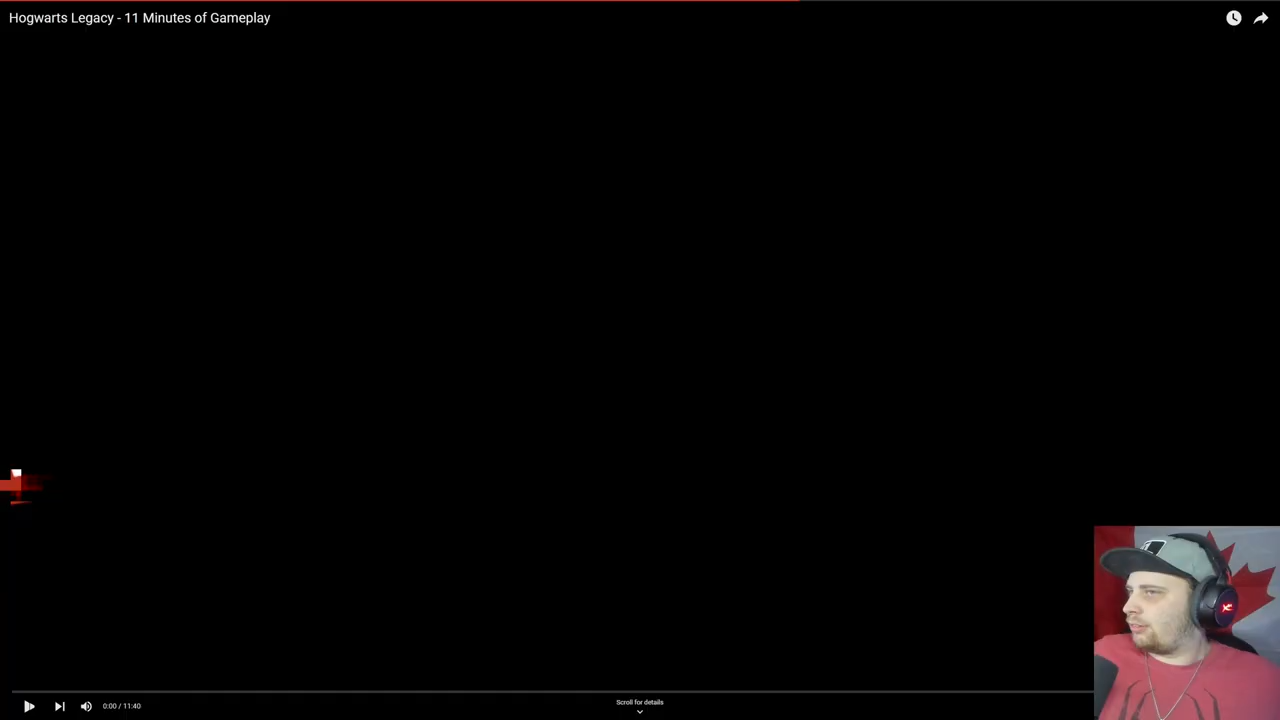 Hogwarts Legacy - 11 Minutes of Gameplay
0:00 / 11:40
Scroll for details